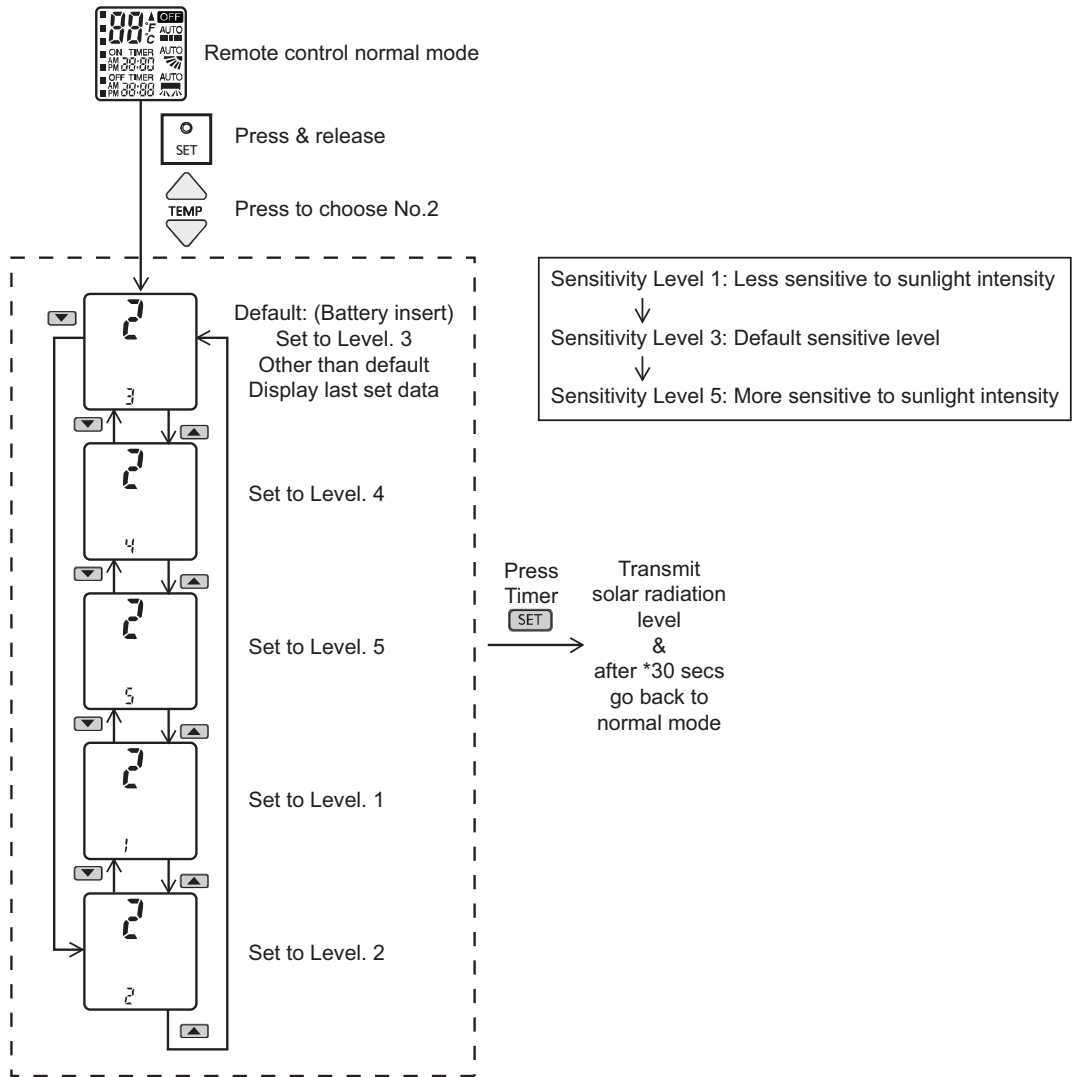 88 °F °C OFF
AUTO
ON TIMER AUTO
AM PM 88:88
OFF TIMER AUTO
AM PM 88:88
Remote control normal mode
SET
Press & release
TEMP
Press to choose No.2
2
3
Default: (Battery insert)
Set to Level. 3
Other than default
Display last set data
2
4
Set to Level. 4
2
5
Set to Level. 5
2
1
Set to Level. 1
2
2
Set to Level. 2
Sensitivity Level 1: Less sensitive to sunlight intensity
Sensitivity Level 3: Default sensitive level
Sensitivity Level 5: More sensitive to sunlight intensity
Press
Timer
SET
Transmit
solar radiation
level
&
after *30 secs
go back to
normal mode